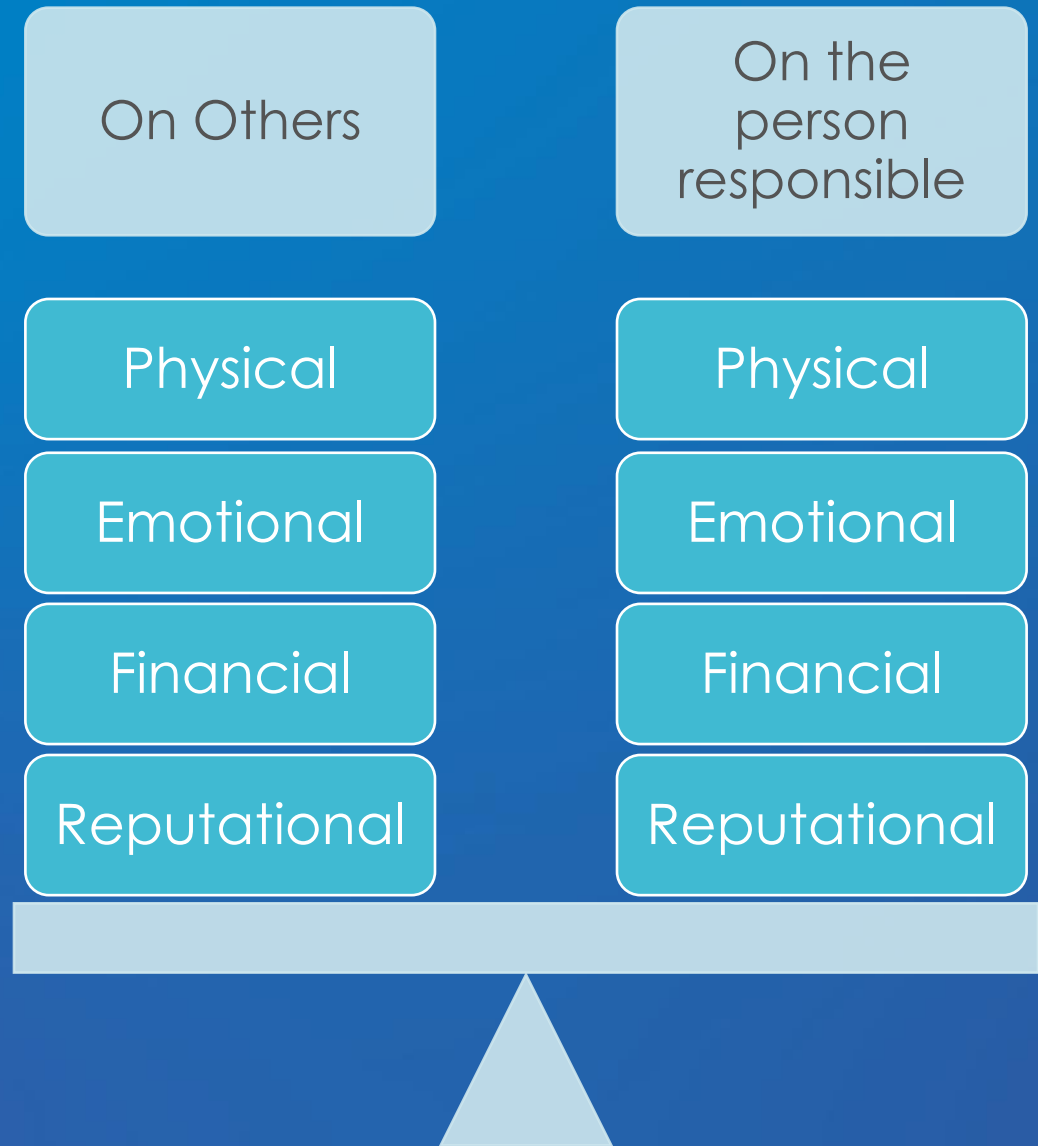 On Others
On the
person
responsible
Physical
Emotional
Financial
Reputational
Physical
Emotional
Financial
Reputational